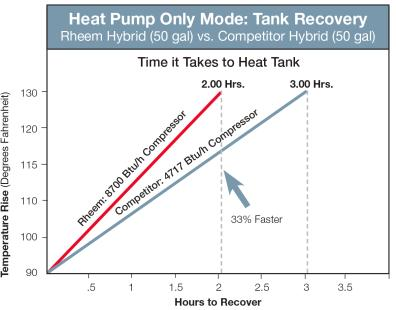 Heat Pump Only Mode: Tank Recovery
Rheem Hybrid (50 gal) vs. Competitor Hybrid (50 gal)
Time it Takes to Heat Tank
2.00 Hrs.
3.00 Hrs.
Temperature Rise (Degrees Fahrenheit)
130
120
115
110
100
90
Rheem: 8700 Btu/h Compressor
Competitor: 4717 Btu/h Compressor
33% Faster
.5
1
1.5
2
2.5
3
3.5
Hours to Recover